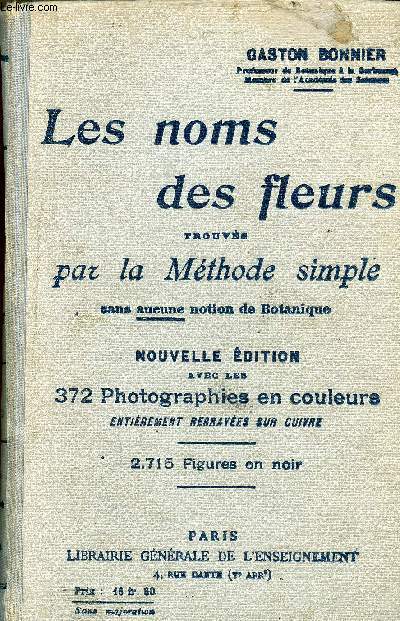 www.le-livre.com
GASTON BONNIER
Professeur de Botanique à la Sorbonne
Membre de l'Académie des Sciences
Les noms
des fleurs
TROUVÉS
par la Méthode simple
sans aucune notion de Botanique
NOUVELLE ÉDITION
AVEC LES
372 Photographies en couleurs
ENTIÈREMENT REGRAVÉES SUR CUIVRE
2.715 Figures en noir
PARIS
LIBRAIRIE GÉNÉRALE DE L'ENSEIGNEMENT
4, RUE DANTE (Vᵉ ARRᵗ)
Prix :
Sans majoration